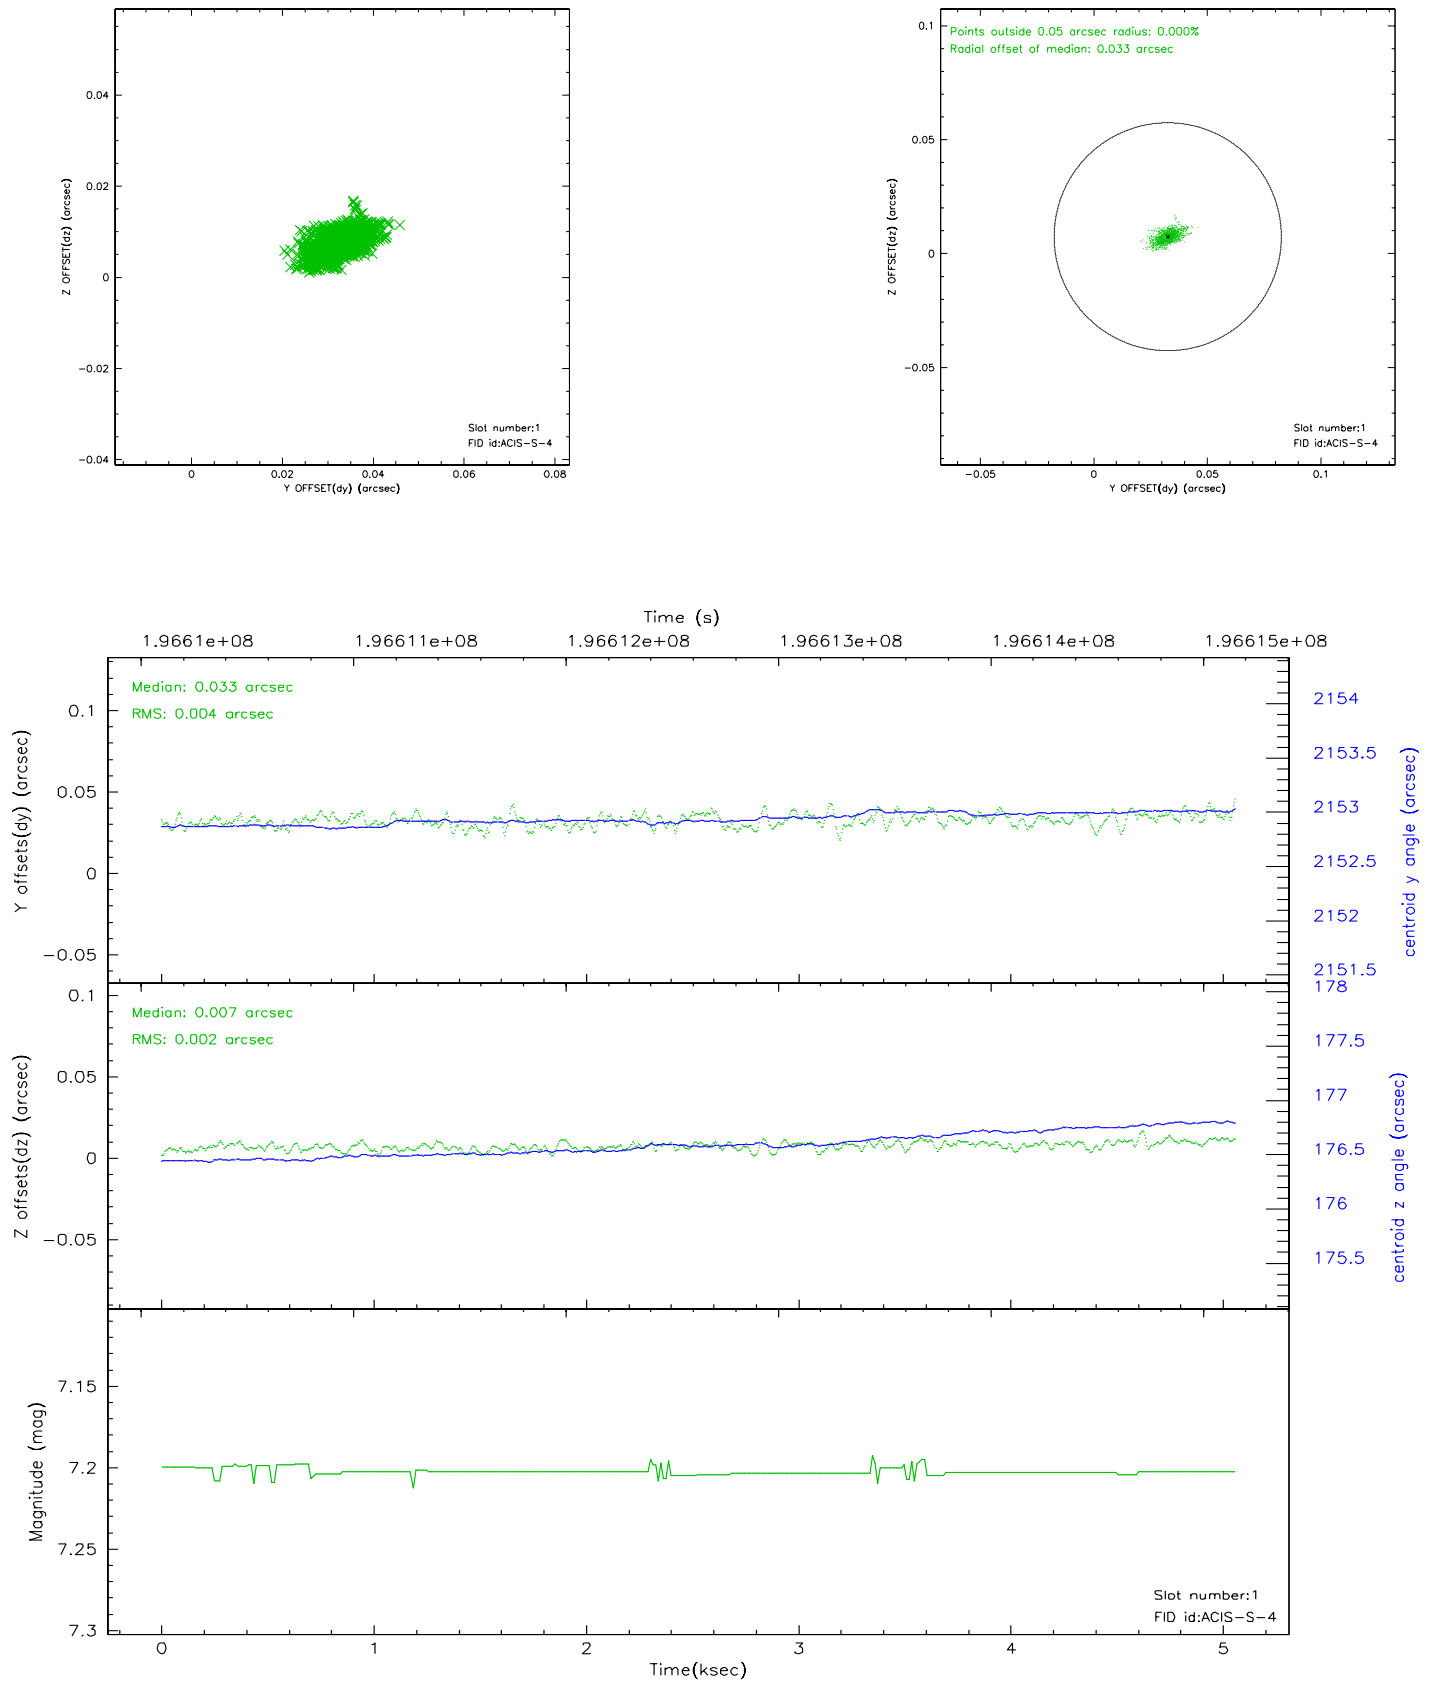 0.04
0.02
0
−0.02
−0.04
Z OFFSET(dz) (arcsec)
Slot number:1
FID id:ACIS−S−4
0 0.02 0.04 0.06 0.08
Y OFFSET(dy) (arcsec)
Points outside 0.05 arcsec radius: 0.000%
Radial offset of median: 0.033 arcsec
0.1
0.05
0
−0.05
Z OFFSET(dz) (arcsec)
Slot number:1
FID id:ACIS−S−4
−0.05 0 0.05 0.1
Y OFFSET(dy) (arcsec)
Time (s)
1.9661e+08 1.96611e+08 1.96612e+08 1.96613e+08 1.96614e+08 1.96615e+08
Median: 0.033 arcsec
RMS: 0.004 arcsec
0.1
0.05
0
−0.05
Y offsets(dy) (arcsec)
2154
2153.5
2153
2152.5
2152
2151.5
centroid y angle (arcsec)
Median: 0.007 arcsec
RMS: 0.002 arcsec
0.1
0.05
0
−0.05
Z offsets(dz) (arcsec)
178
177.5
177
176.5
176
175.5
centroid z angle (arcsec)
7.15
7.2
7.25
7.3
Magnitude (mag)
Slot number:1
FID id:ACIS−S−4
0 1 2 3 4 5
Time(ksec)